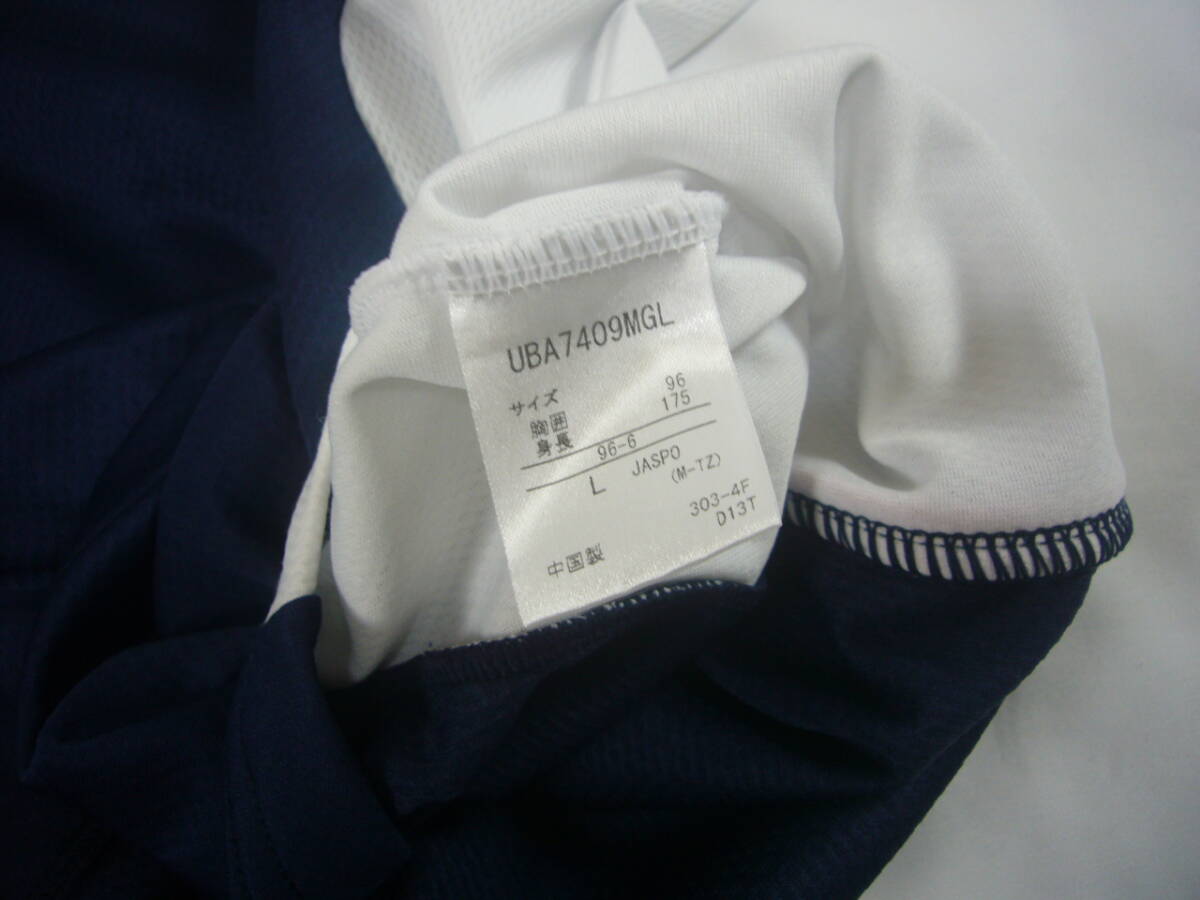 UBA7409MGL
サイズ
胸囲 96
身長 175
96-6
L JASPO
(M-TZ)
303-4F
D13T
中国製